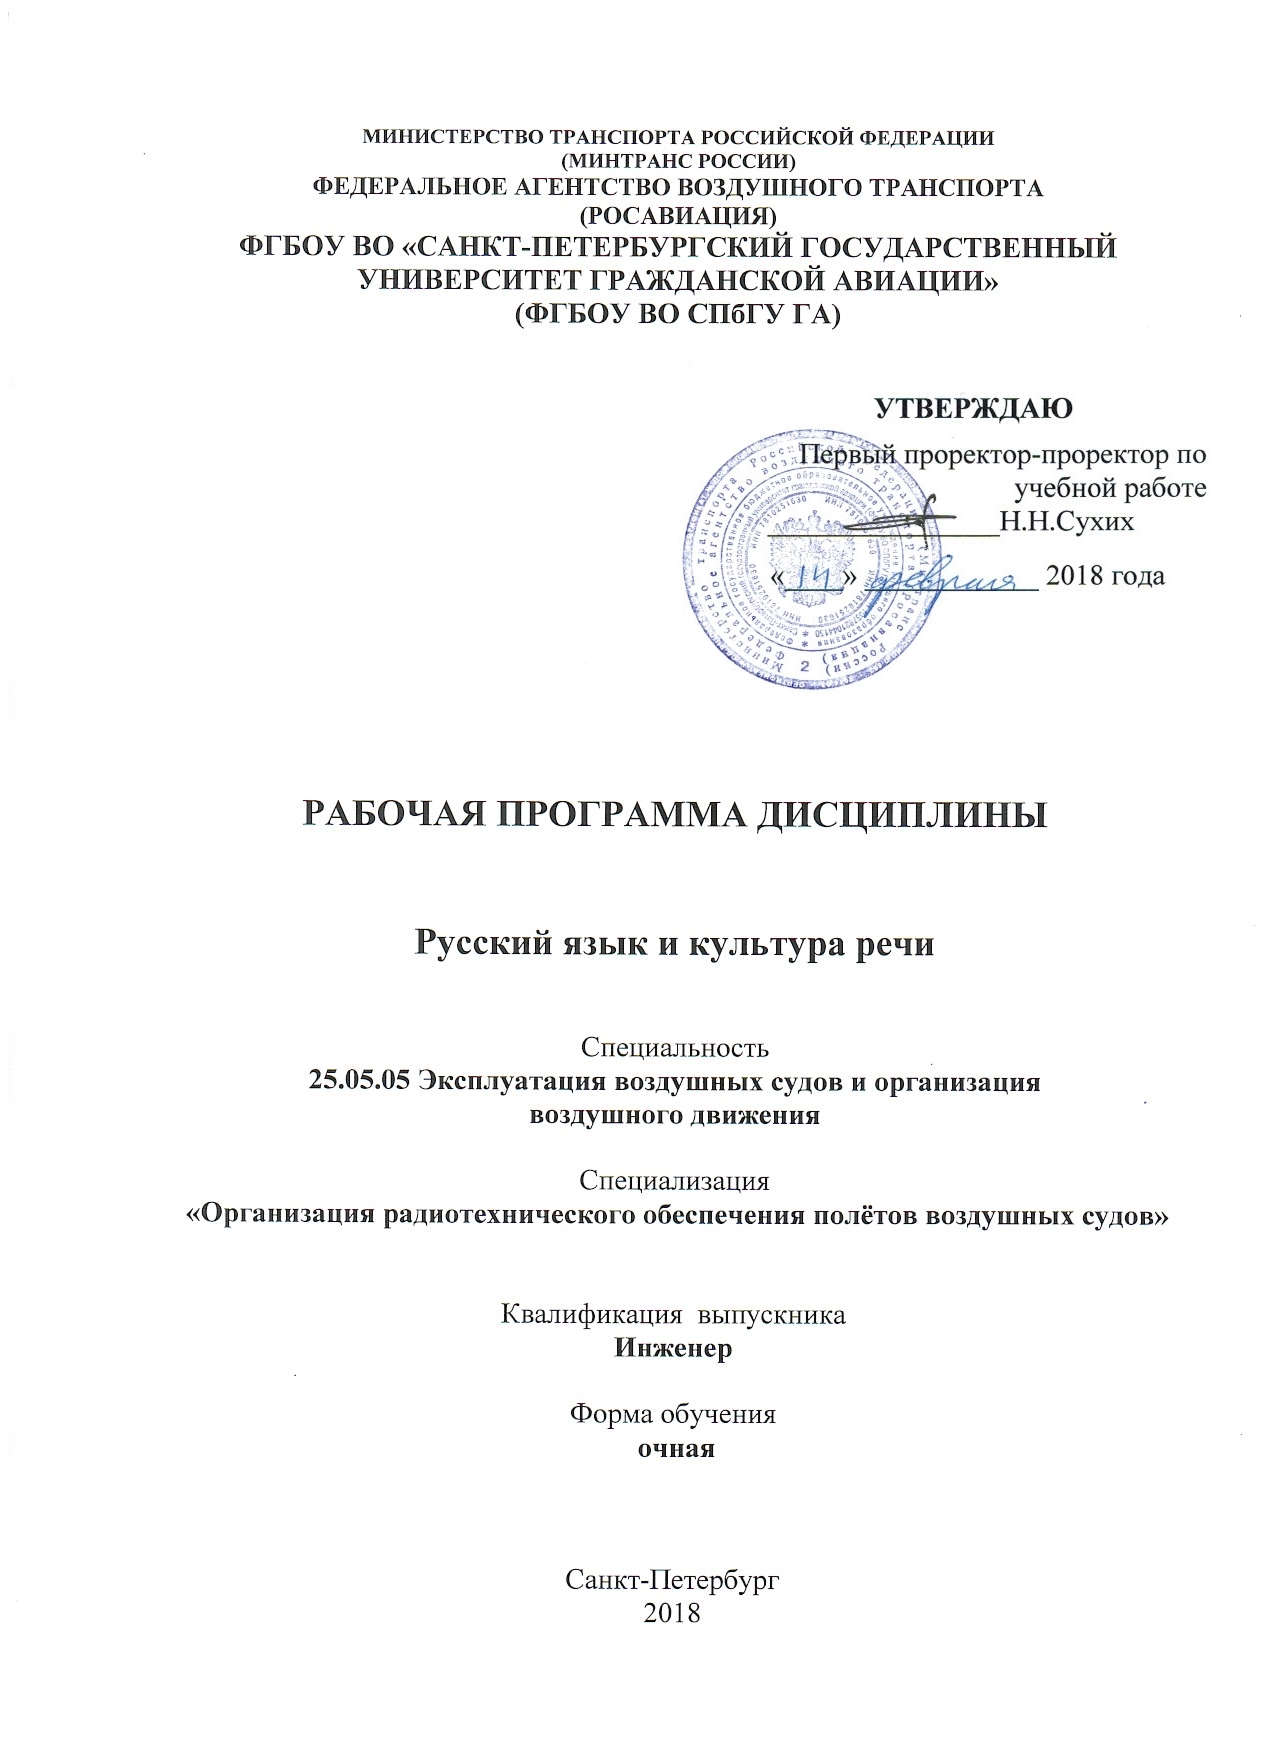 МИНИСТЕРСТВО ТРАНСПОРТА РОССИЙСКОЙ ФЕДЕРАЦИИ
(МИНТРАНС РОССИИ)
ФЕДЕРАЛЬНОЕ АГЕНТСТВО ВОЗДУШНОГО ТРАНСПОРТА
(РОСАВИАЦИЯ)
ФГБОУ ВО «САНКТ-ПЕТЕРБУРГСКИЙ ГОСУДАРСТВЕННЫЙ
УНИВЕРСИТЕТ ГРАЖДАНСКОЙ АВИАЦИИ»
(ФГБОУ ВО СПбГУ ГА)
УТВЕРЖДАЮ
Первый проректор-проректор по
учебной работе
Н.Н.Сухих
«14» февраля 2018 года
РАБОЧАЯ ПРОГРАММА ДИСЦИПЛИНЫ
Русский язык и культура речи
Специальность
25.05.05 Эксплуатация воздушных судов и организация
воздушного движения
Специализация
«Организация радиотехнического обеспечения полётов воздушных судов»
Квалификация выпускника
Инженер
Форма обучения
очная
Санкт-Петербург
2018